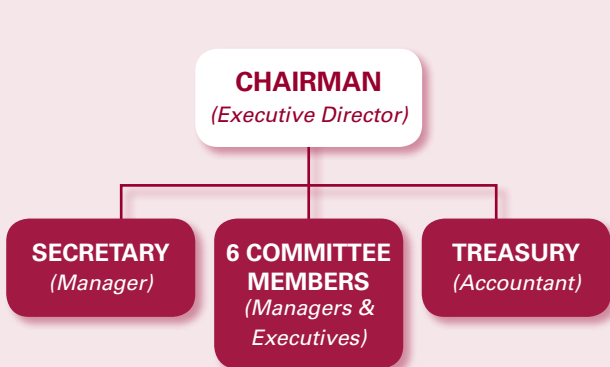 CHAIRMAN
(Executive Director)
SECRETARY
(Manager)
6 COMMITTEE
MEMBERS
(Managers &
Executives)
TREASURY
(Accountant)